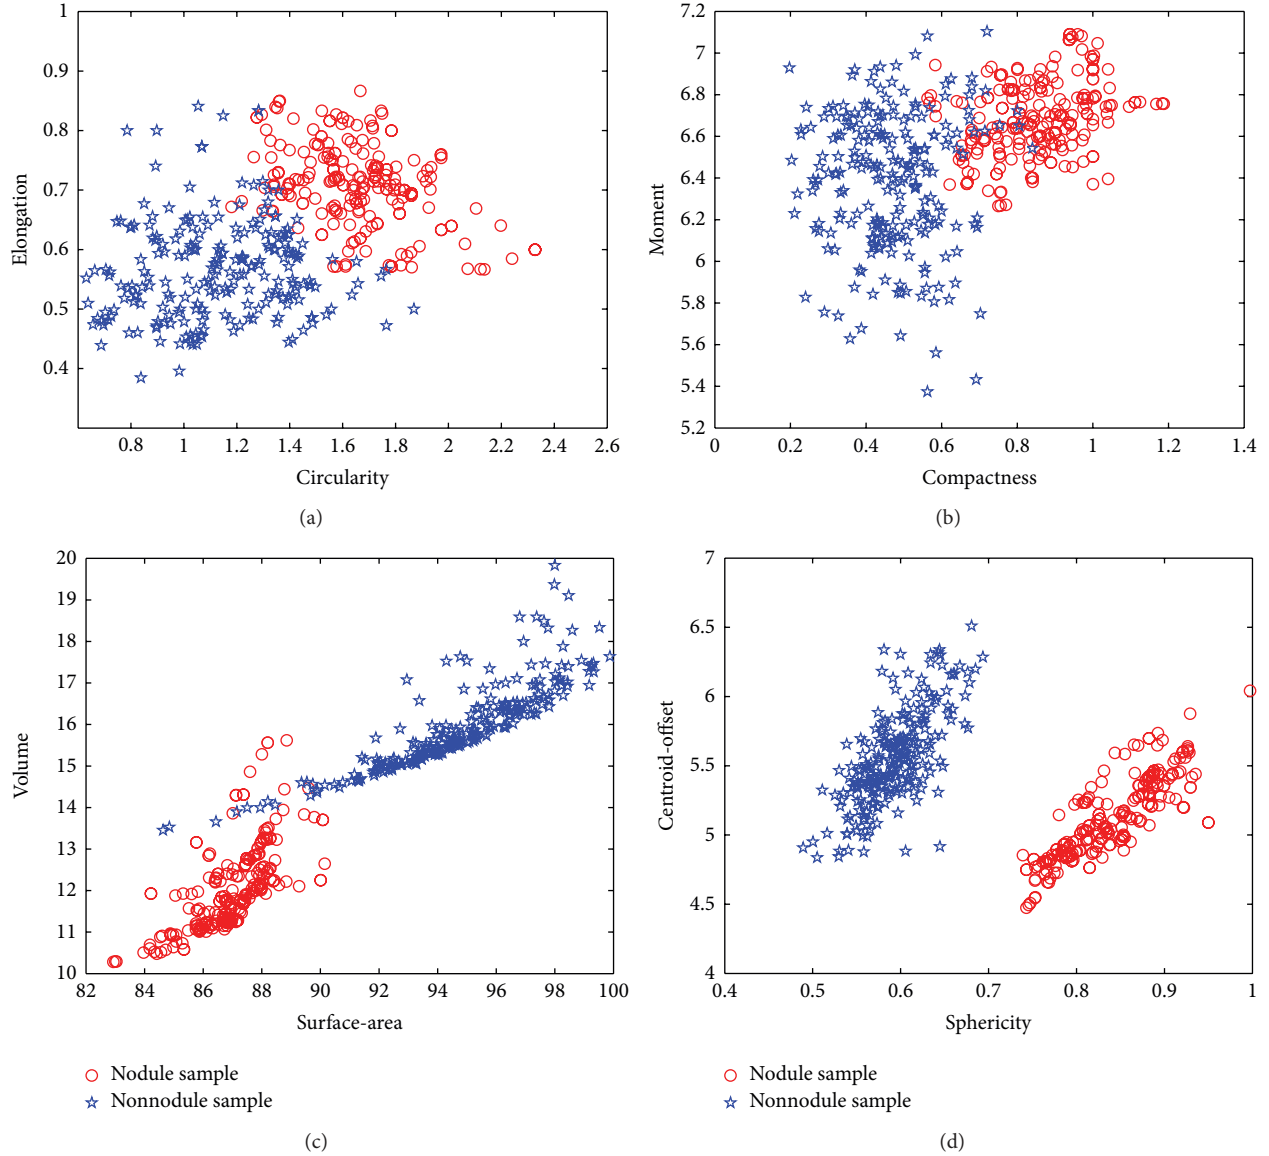 1
0.9
0.8
0.7
0.6
0.5
0.4
Elongation
0.8 1 1.2 1.4 1.6 1.8 2 2.2 2.4 2.6
Circularity
(a)
7.2
7
6.8
6.6
6.4
6.2
6
5.8
5.6
5.4
5.2
Moment
0 0.2 0.4 0.6 0.8 1 1.2 1.4
Compactness
(b)
20
19
18
17
16
15
14
13
12
11
10
Volume
82 84 86 88 90 92 94 96 98 100
Surface-area
Nodule sample
Nonnodule sample
(c)
7
6.5
6
5.5
5
4.5
4
Centroid-offset
0.4 0.5 0.6 0.7 0.8 0.9 1
Sphericity
Nodule sample
Nonnodule sample
(d)